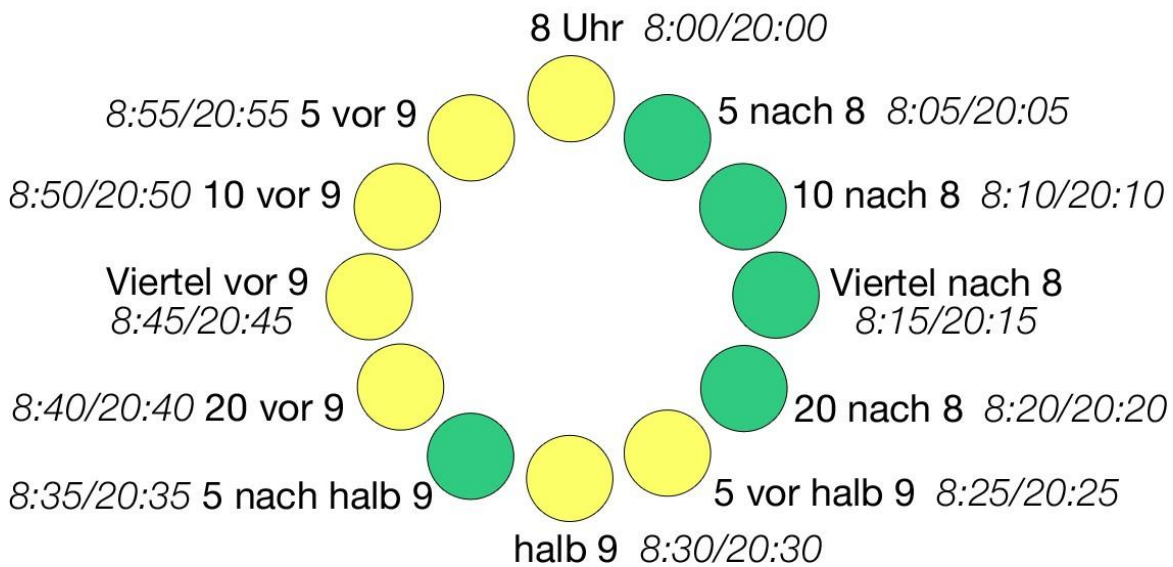 8 Uhr 8:00/20:00
8:55/20:55 5 vor 9
5 nach 8 8:05/20:05
8:50/20:50 10 vor 9
10 nach 8 8:10/20:10
Viertel vor 9
8:45/20:45
Viertel nach 8
8:15/20:15
8:40/20:40 20 vor 9
20 nach 8 8:20/20:20
8:35/20:35 5 nach halb 9
5 vor halb 9 8:25/20:25
halb 9 8:30/20:30